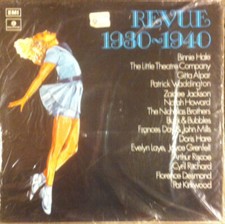 EMI
REVUE
1930~1940
Binnie Hale
The Little Theatre Company
Gitta Alpar
Patrick Waddington
Zaidee Jackson
Norah Howard
The Nicholas Brothers
Buck & Bubbles
Frances Day & John Mills
Doris Hare
Evelyn Laye, Joyce Grenfell
Arthur Riscoe
Cyril Ritchard
Florence Desmond
Pat Kirkwood